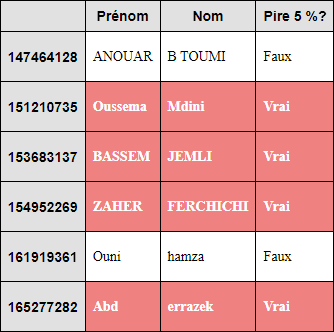 Prénom Nom Pire 5 %?
147464128 ANOUAR B TOUMI Faux
151210735 Oussema Mdini Vrai
153683137 BASSEM JEMLI Vrai
154952269 ZAHER FERCHICHI Vrai
161919361 Ouni hamza Faux
165277282 Abd errazek Vrai